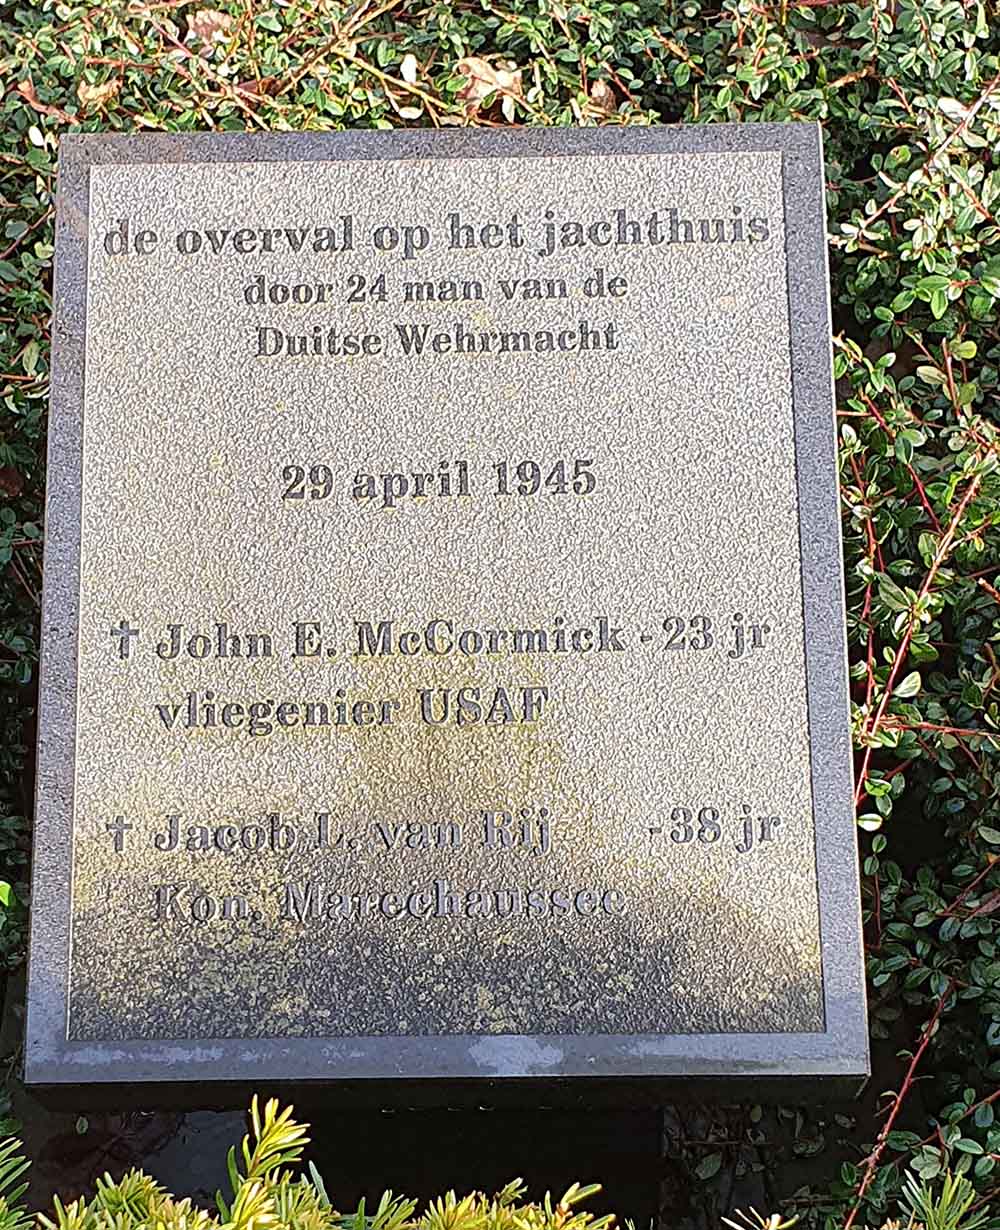 de overval op het jachthuis
door 24 man van de
Duitse Wehrmacht
29 april 1945
† John E. McCormick - 23 jr
vliegenier USAF
† Jacob L. van Rij - 38 jr
Kon. Marechaussee